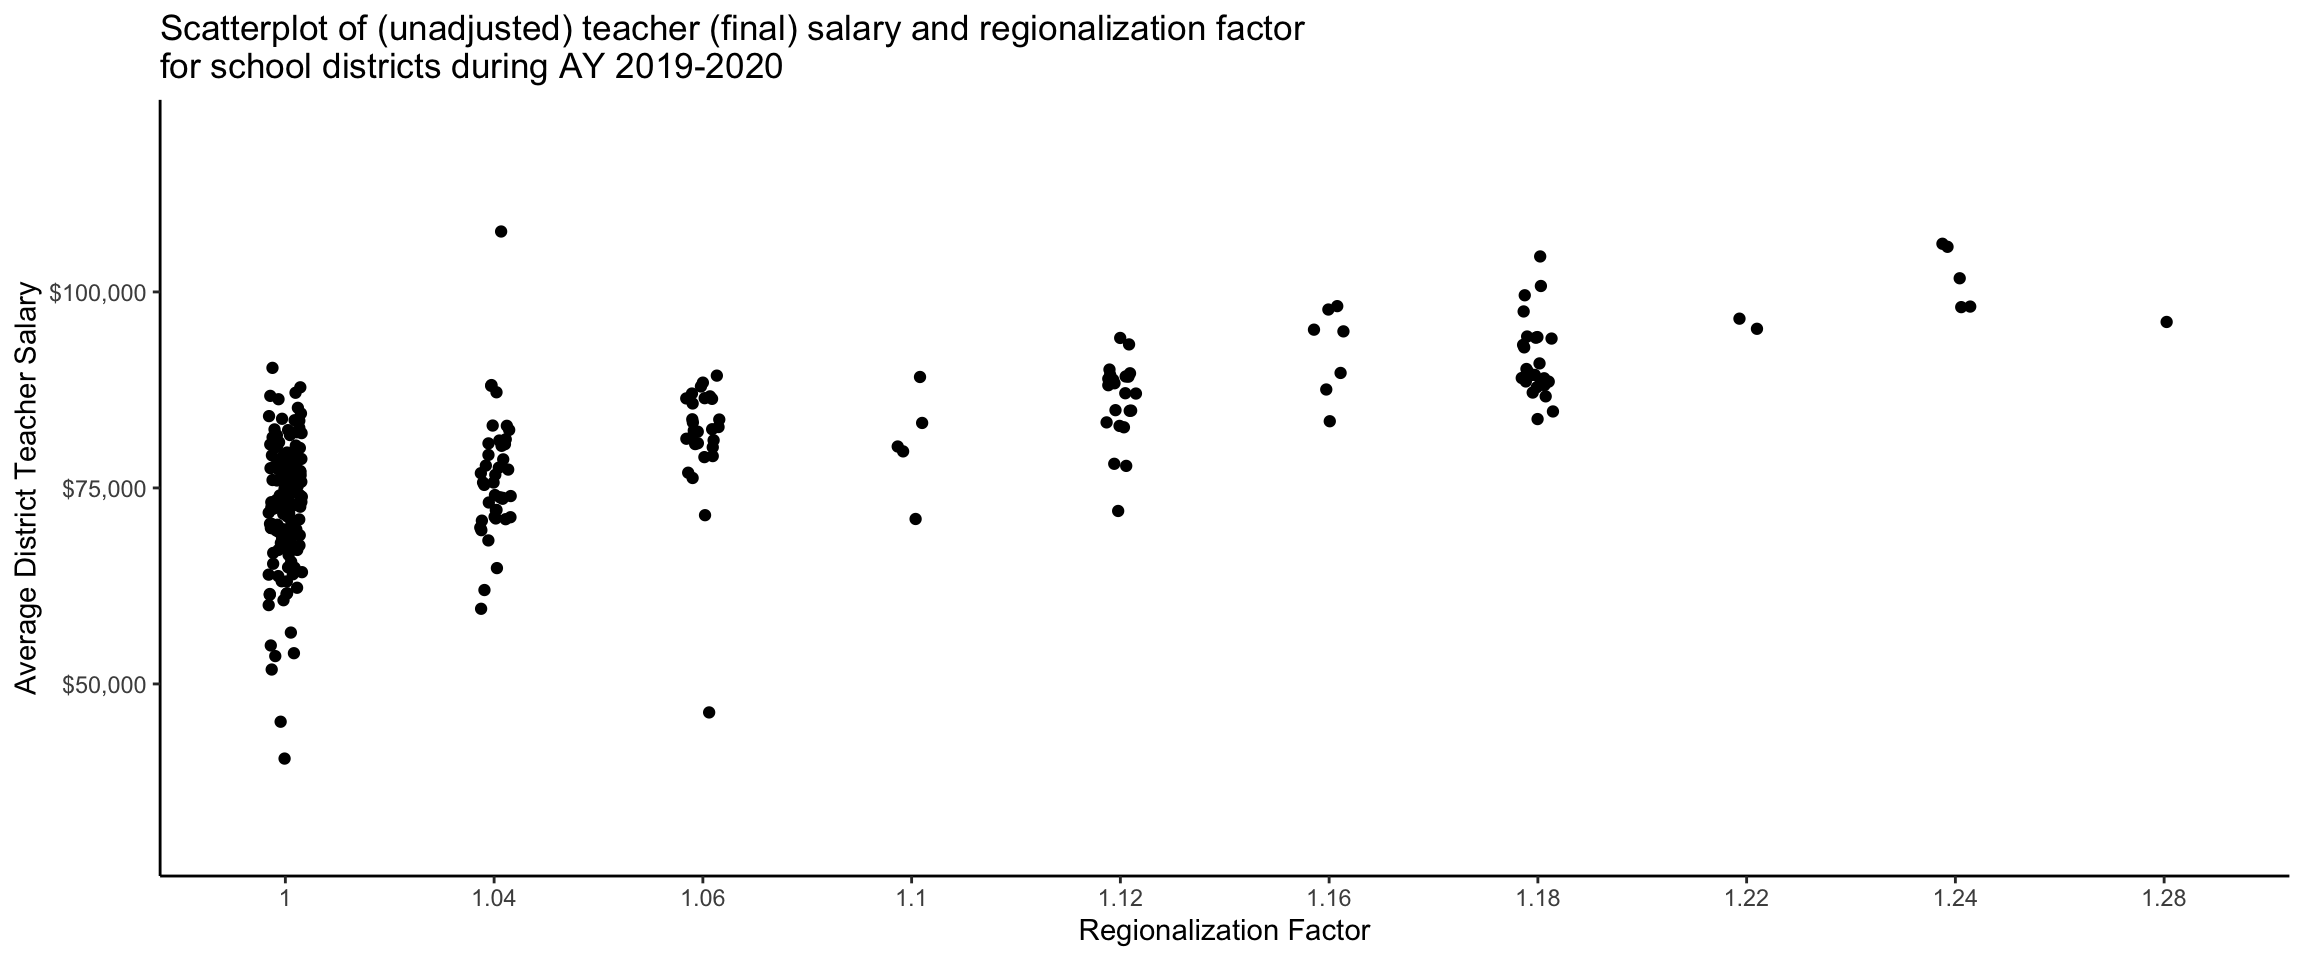 Scatterplot of (unadjusted) teacher (final) salary and regionalization factor
for school districts during AY 2019-2020
Average District Teacher Salary
$100,000
$75,000
$50,000
1 1.04 1.06 1.1 1.12 1.16 1.18 1.22 1.24 1.28
Regionalization Factor